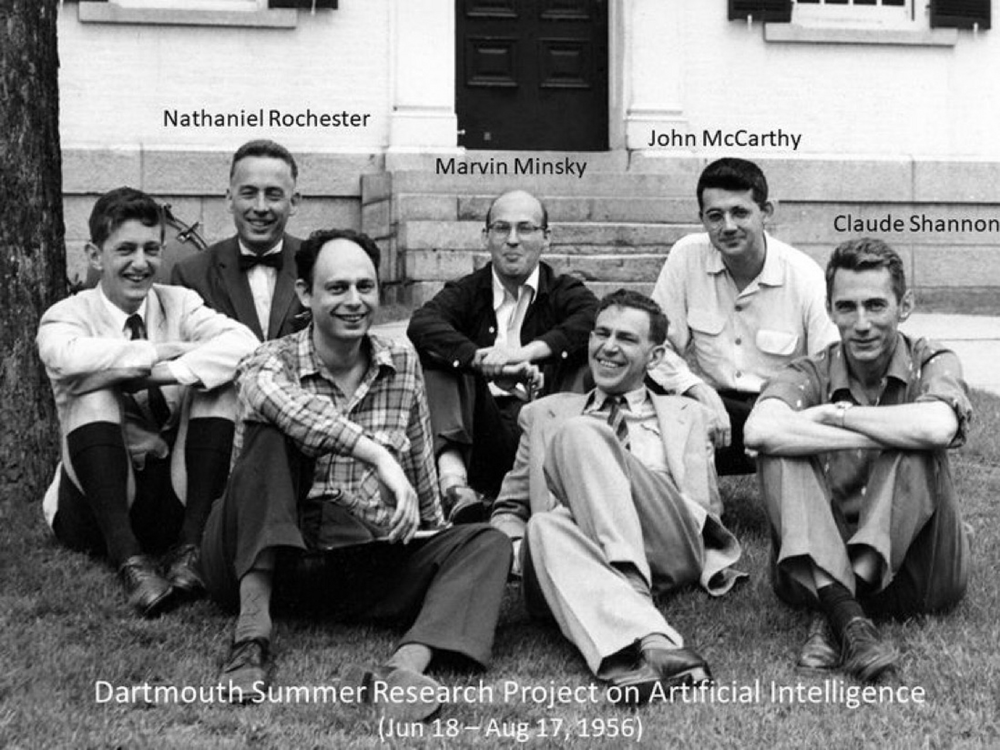 Nathaniel Rochester
John McCarthy
Marvin Minsky
Claude Shannon
Dartmouth Summer Research Project on Artificial Intelligence
(Jun 18 – Aug 17, 1956)